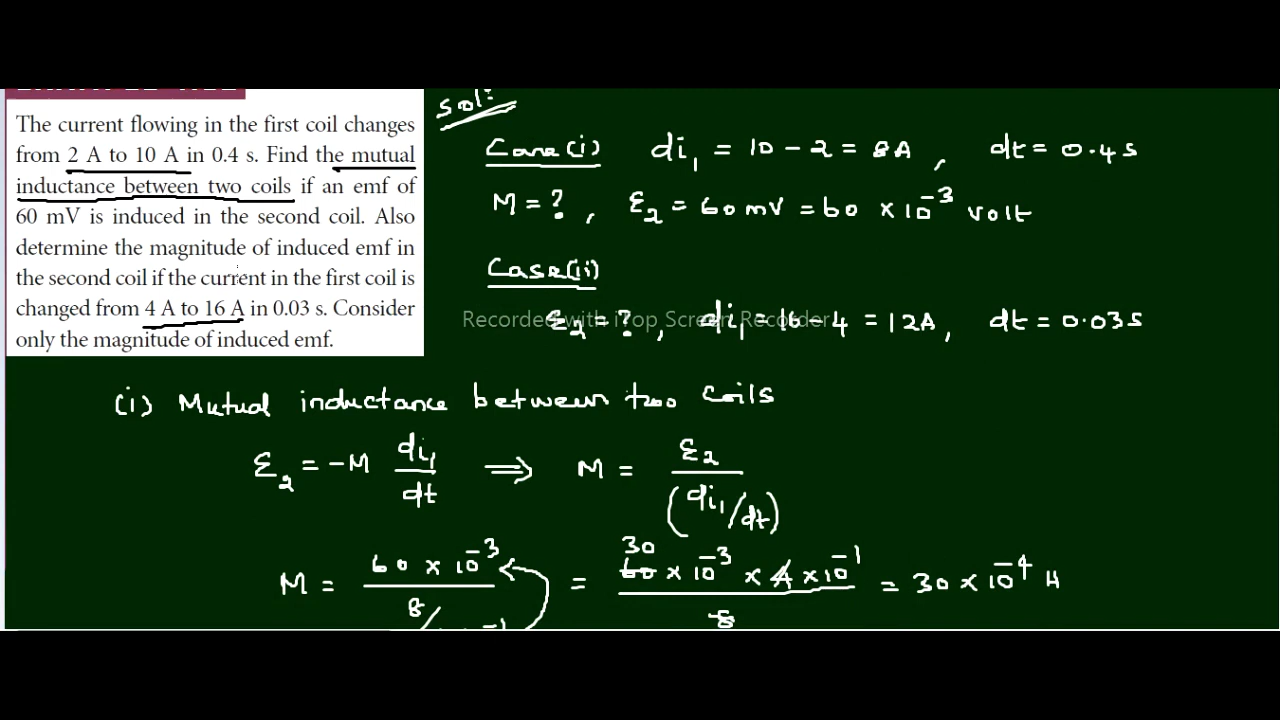 The current flowing in the first coil changes
from 2 A to 10 A in 0.4 s. Find the mutual
inductance between two coils if an emf of
60 mV is induced in the second coil. Also
determine the magnitude of induced emf in
the second coil if the current in the first coil is
changed from 4 A to 16 A in 0.03 s. Consider
only the magnitude of induced emf.
Sol:
Case(i) di₁ = 10 - 2 = 8A , dt = 0.4s
M = ? , ε₂ = 60mV = 60 × 10⁻³ volt
Case(ii)
Recorded with iTop Screen Recorder
ε₂ = ? , di₁ = 16 - 4 = 12A , dt = 0.03s
(i) Mutual inductance between two coils
ε₂ = -M di₁/dt ⟹ M = ε₂/(di₁/dt)
M = 60 × 10⁻³ / 8/ = 30 60 × 10⁻³ × 4 × 10⁻¹ / 8 = 30 × 10⁻⁴ H